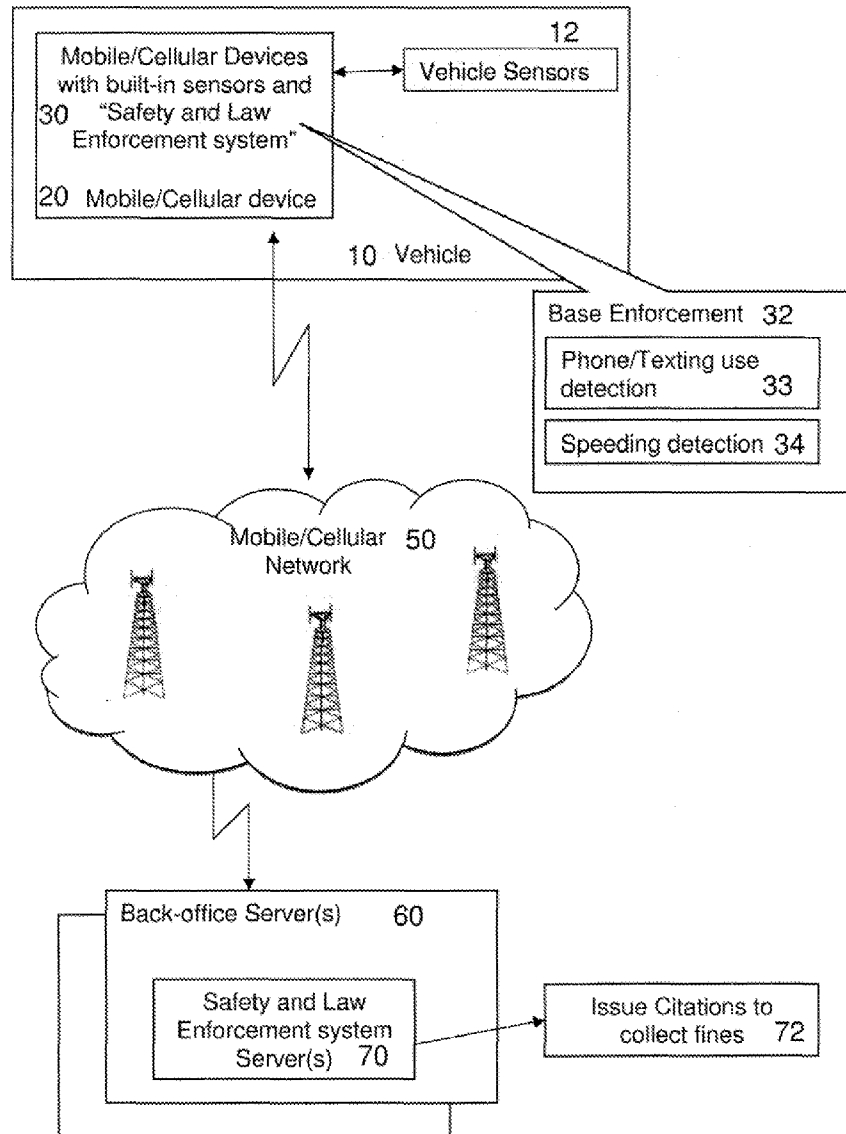 12
Mobile/Cellular Devices
with built-in sensors and
30 "Safety and Law
Enforcement system"
20 Mobile/Cellular device
Vehicle Sensors
10 Vehicle
Base Enforcement 32
Phone/Texting use
detection 33
Speeding detection 34
Mobile/Cellular 50
Network
Back-office Server(s) 60
Safety and Law
Enforcement system
Server(s) 70
Issue Citations to
collect fines 72